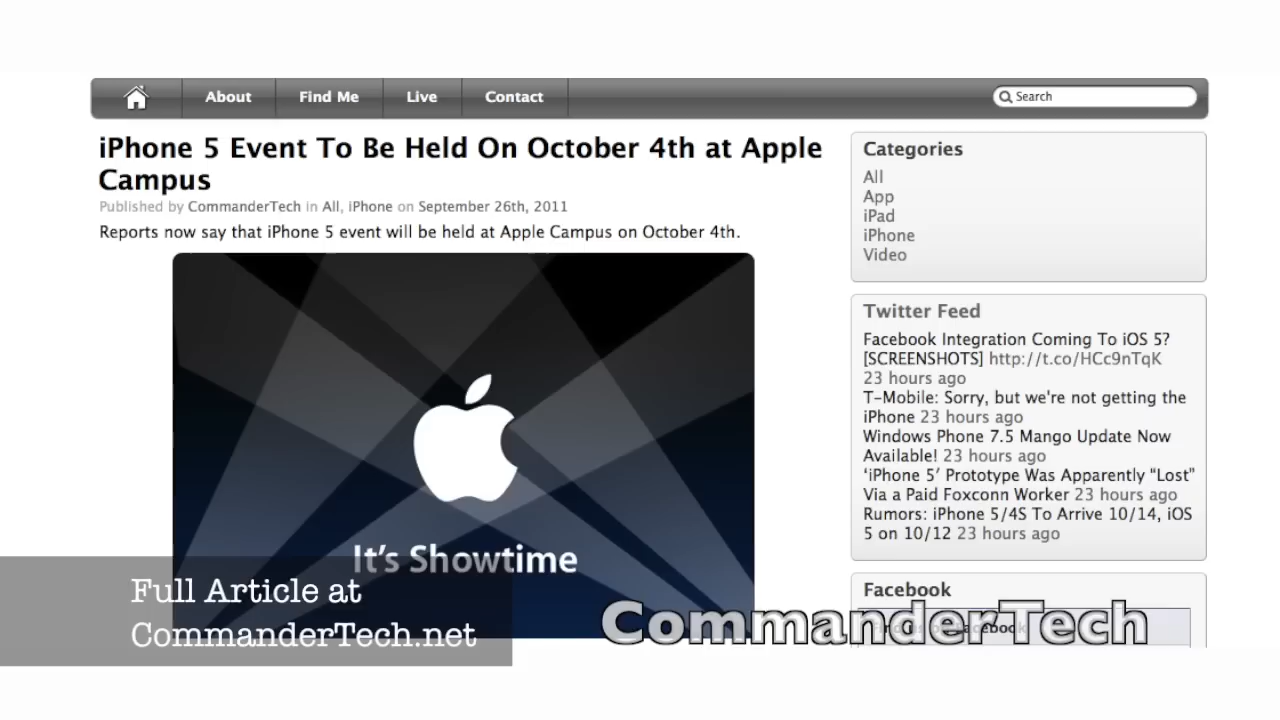 About
Find Me
Live
Contact
Search
iPhone 5 Event To Be Held On October 4th at Apple
Campus
Published by CommanderTech in All, iPhone on September 26th, 2011
Reports now say that iPhone 5 event will be held at Apple Campus on October 4th.
It's Showtime
Categories
All
App
iPad
iPhone
Video
Twitter Feed
Facebook Integration Coming To iOS 5?
[SCREENSHOTS] http://t.co/HCc9nTqK
23 hours ago
T-Mobile: Sorry, but we're not getting the
iPhone 23 hours ago
Windows Phone 7.5 Mango Update Now
Available! 23 hours ago
‘iPhone 5′ Prototype Was Apparently “Lost”
Via a Paid Foxconn Worker 23 hours ago
Rumors: iPhone 5/4S To Arrive 10/14, iOS
5 on 10/12 23 hours ago
Facebook
Full Article at
CommanderTech.net
CommanderTech